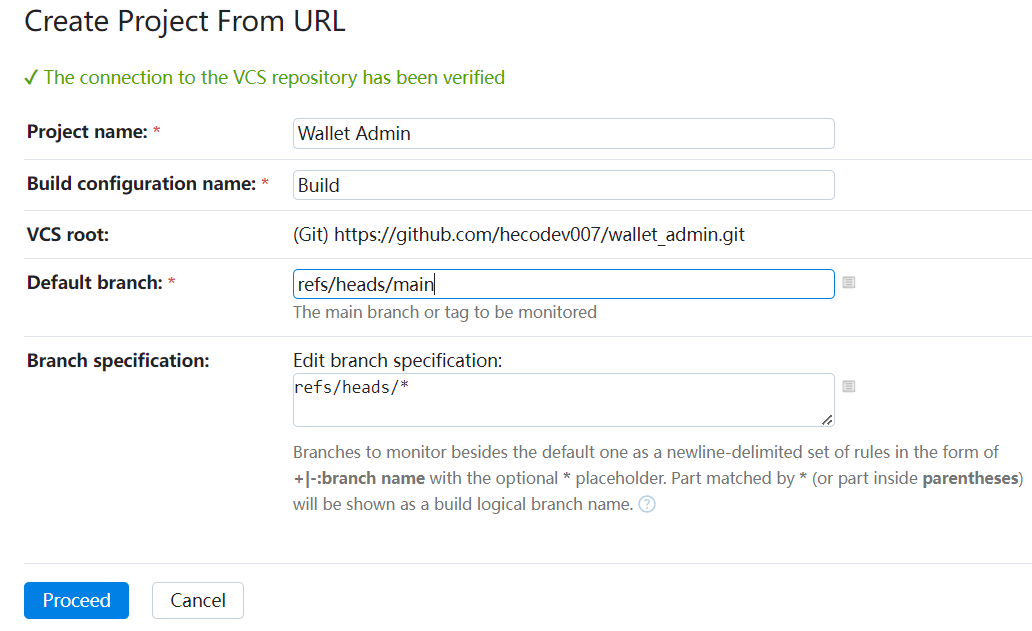 Create Project From URL
✓ The connection to the VCS repository has been verified
Project name: * Wallet Admin
Build configuration name: * Build
VCS root: (Git) https://github.com/hecodev007/wallet_admin.git
Default branch: * refs/heads/main
The main branch or tag to be monitored
Branch specification: Edit branch specification:
refs/heads/*
Branches to monitor besides the default one as a newline-delimited set of rules in the form of
+|-:branch name with the optional * placeholder. Part matched by * (or part inside parentheses)
will be shown as a build logical branch name. ?
Proceed Cancel